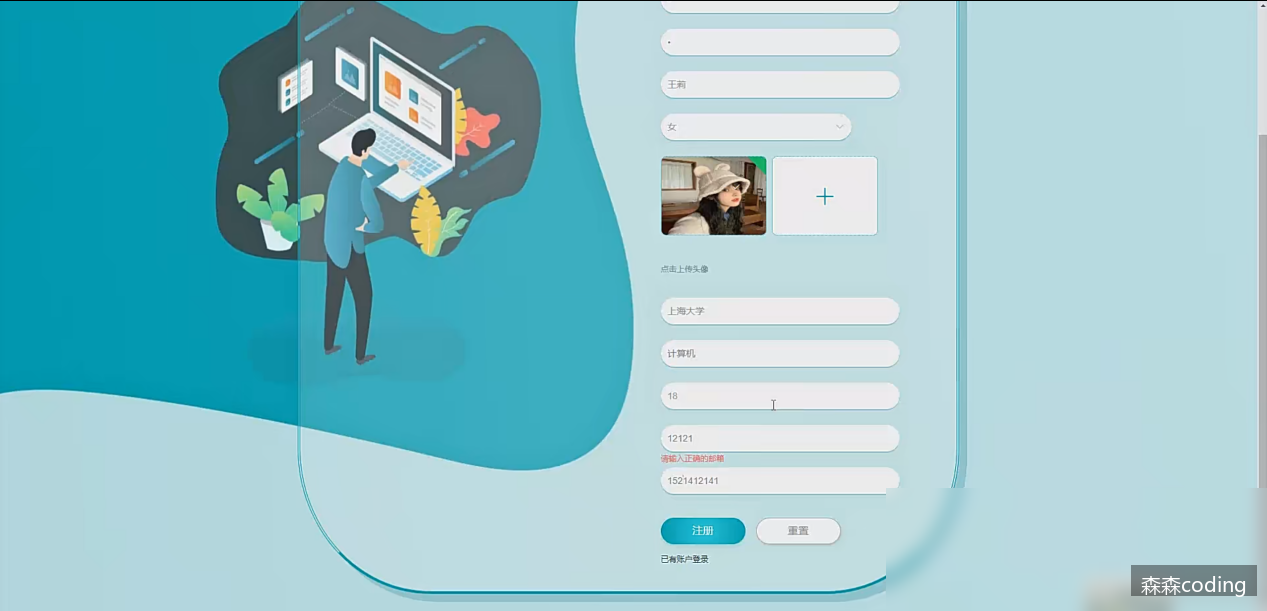 王莉
女
点击上传头像
上海大学
计算机
18
12121
请输入正确的邮箱
1521412141
注册
重置
已有账户登录
森森coding